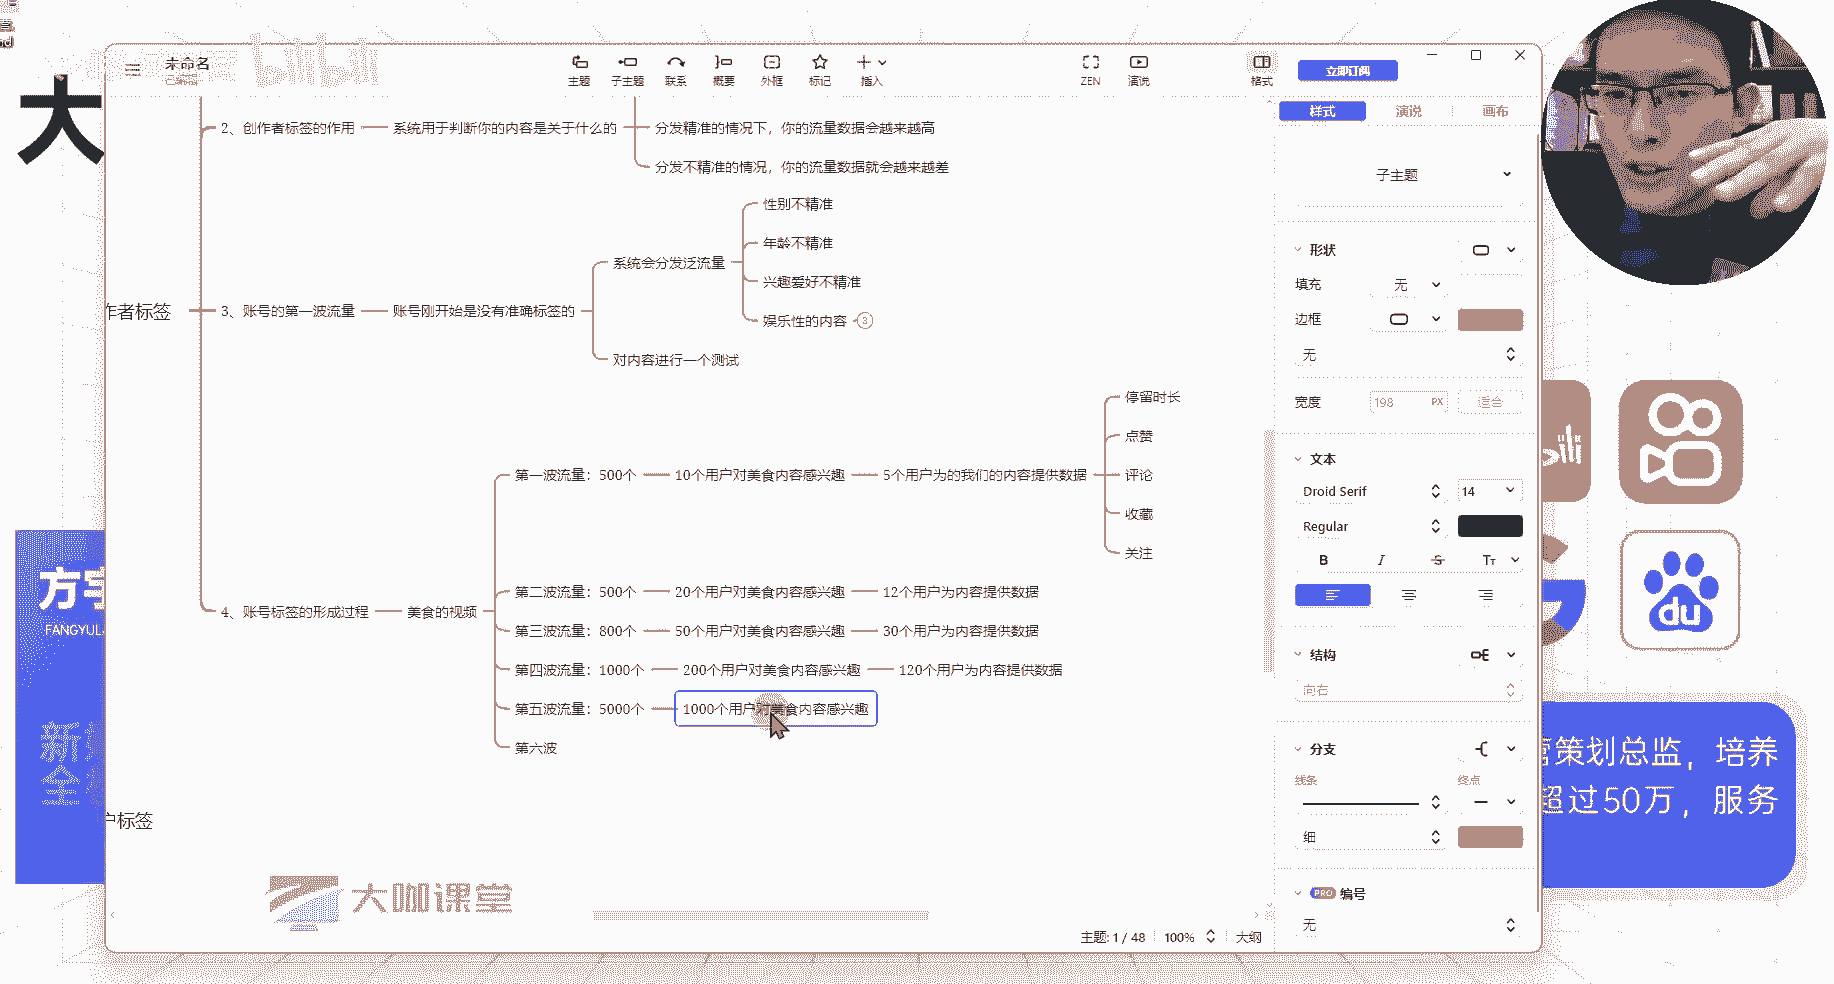 未命名
已编辑
bilibili
主题
子主题
联系
概要
外框
标记
插入
ZEN
演说
格式
立即订阅
大
2、创作者标签的作用
系统用于判断你的内容是关于什么的
分发精准的情况下，你的流量数据会越来越高
分发不精准的情况，你的流量数据就会越来越差
作者标签
3、账号的第一波流量
账号刚开始是没有准确标签的
系统会分发泛流量
性别不精准
年龄不精准
兴趣爱好不精准
娱乐性的内容
3
对内容进行一个测试
4、账号标签的形成过程
美食的视频
第一波流量：500个
10个用户对美食内容感兴趣
5个用户为的我们的内容提供数据
停留时长
点赞
评论
收藏
关注
第二波流量：500个
20个用户对美食内容感兴趣
12个用户为内容提供数据
第三波流量：800个
50个用户对美食内容感兴趣
30个用户为内容提供数据
第四波流量：1000个
200个用户对美食内容感兴趣
120个用户为内容提供数据
第五波流量：5000个
1000个用户对美食内容感兴趣
第六波
户标签
大咖课堂
主题: 1 / 48
100%
大纲
样式
演说
画布
子主题
形状
填充
无
边框
无
宽度
198
PX
适合
文本
Droid Serif
14
Regular
B
I
S
TT
结构
向右
分支
线条
终点
细
PRO
编号
无
方宇
FANGYUL
新
全
du
营策划总监，培养
超过50万，服务